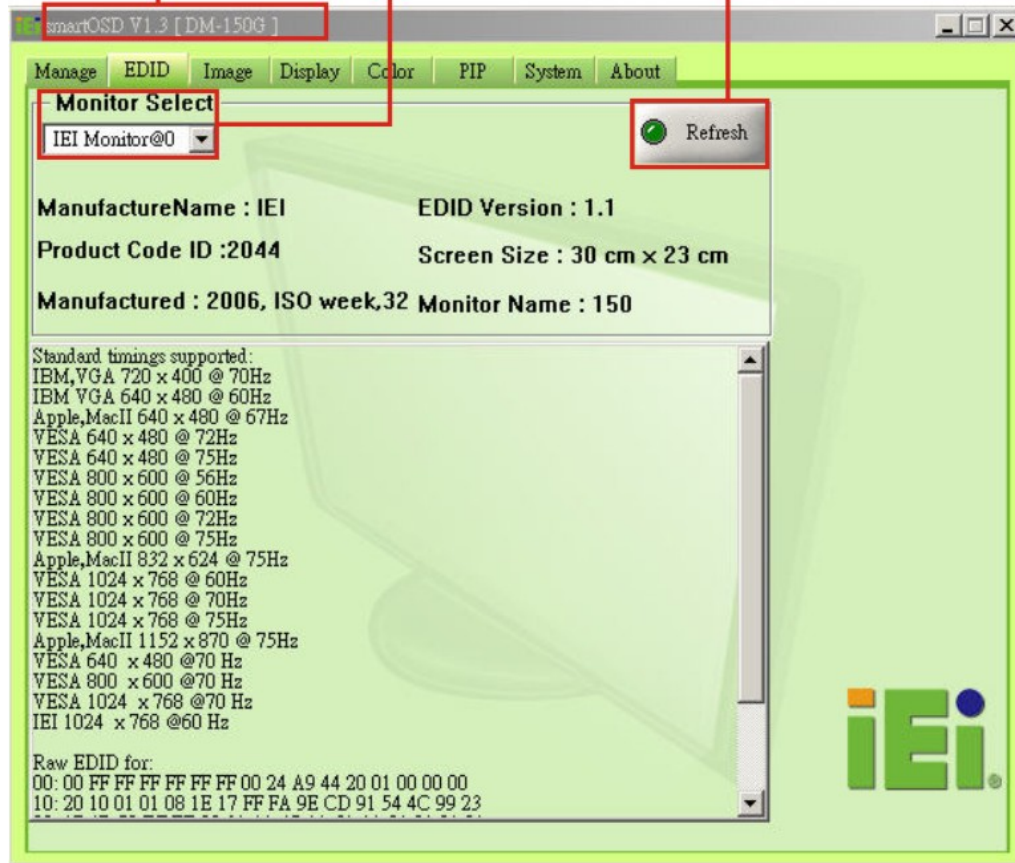 iEi smartOSD V1.3 [ DM-150G ]
Manage EDID Image Display Color PIP System About
Monitor Select
IEI Monitor@0
Refresh
ManufactureName : IEI
EDID Version : 1.1
Product Code ID :2044
Screen Size : 30 cm × 23 cm
Manufactured : 2006, ISO week,32
Monitor Name : 150
Standard timings supported:
IBM,VGA 720 x 400 @ 70Hz
IBM VGA 640 x 480 @ 60Hz
Apple,MacII 640 x 480 @ 67Hz
VESA 640 x 480 @ 72Hz
VESA 640 x 480 @ 75Hz
VESA 800 x 600 @ 56Hz
VESA 800 x 600 @ 60Hz
VESA 800 x 600 @ 72Hz
VESA 800 x 600 @ 75Hz
Apple,MacII 832 x 624 @ 75Hz
VESA 1024 x 768 @ 60Hz
VESA 1024 x 768 @ 70Hz
VESA 1024 x 768 @ 75Hz
Apple,MacII 1152 x 870 @ 75Hz
VESA 640 x 480 @70 Hz
VESA 800 x 600 @70 Hz
VESA 1024 x 768 @70 Hz
IEI 1024 x 768 @60 Hz
Raw EDID for:
00: 00 FF FF FF FF FF FF 00 24 A9 44 20 01 00 00 00
10: 20 10 01 01 08 1E 17 FF FA 9E CD 91 54 4C 99 23
iEi®